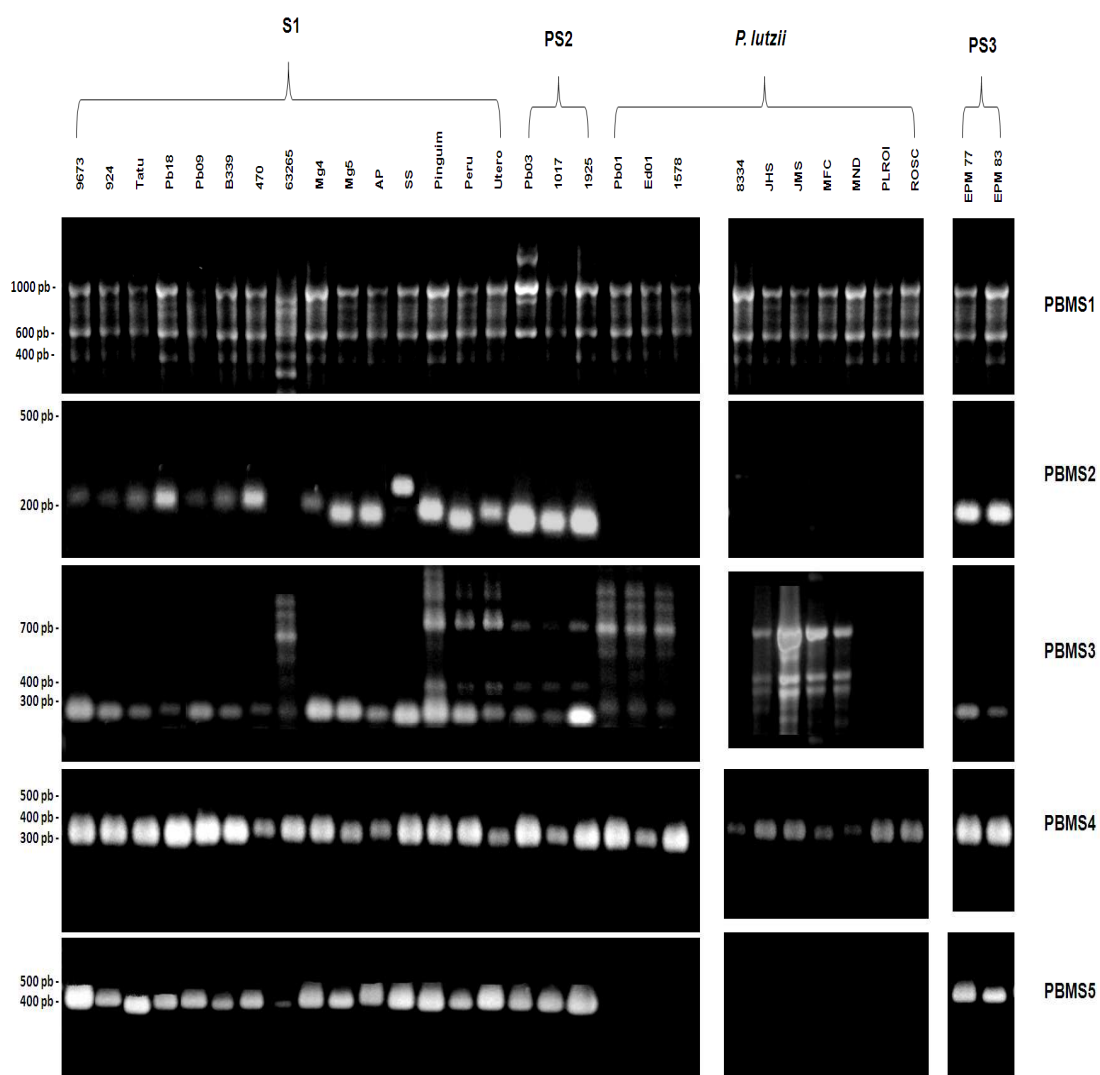 S1
PS2
P. lutzii
PS3
9673
924
Tatu
Pb18
Pb09
B339
470
63265
Mg4
Mg5
AP
SS
Pinguim
Peru
Utero
Pb03
1017
1925
Pb01
Ed01
1578
8334
JHS
JMS
MFC
MND
PLROI
ROSC
EPM 77
EPM 83
1000 pb -
600 pb -
400 pb -
PBMS1
500 pb -
200 pb -
PBMS2
700 pb -
400 pb -
300 pb -
PBMS3
500 pb -
400 pb -
300 pb -
PBMS4
500 pb -
400 pb -
PBMS5